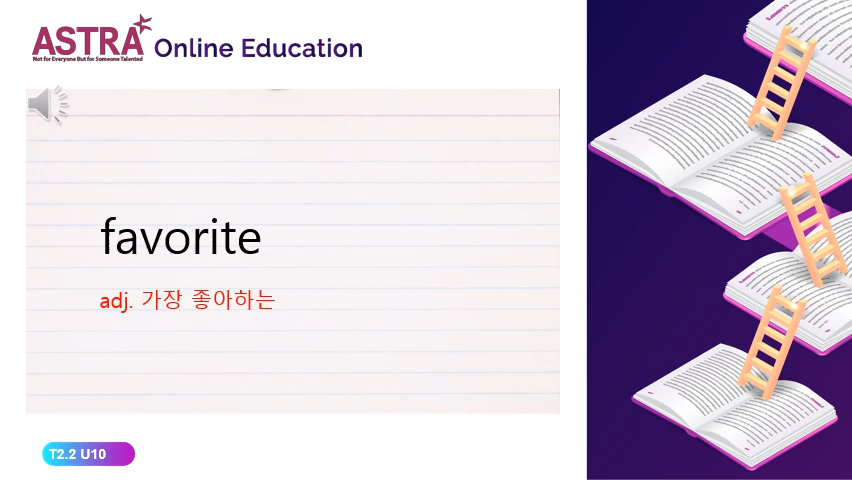 ASTRA
Not for Everyone But for Someone Talented
Online Education
favorite
adj. 가장 좋아하는
T2.2 U10